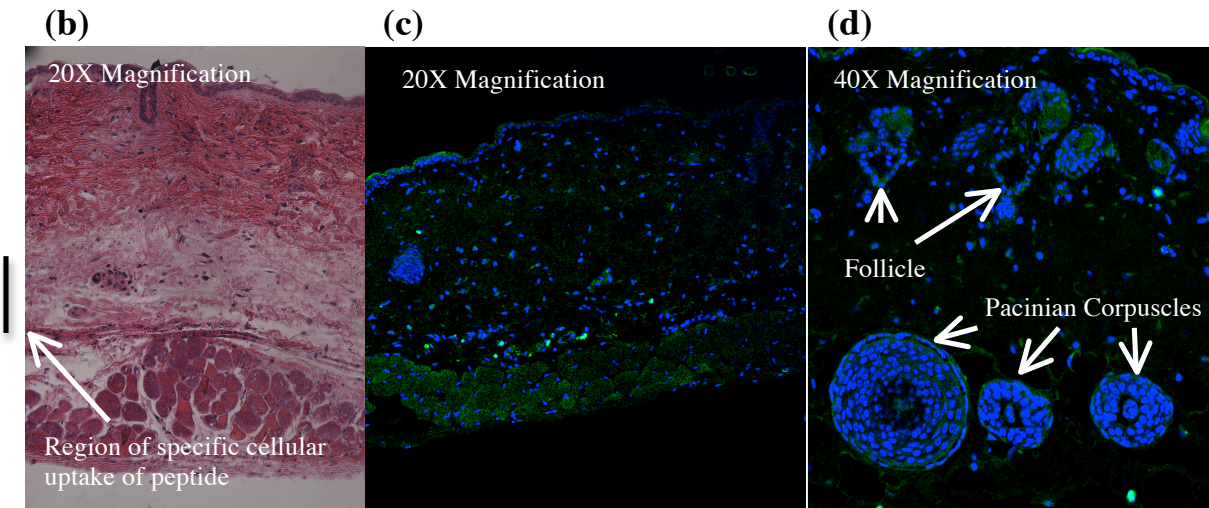 (b)
(c)
(d)
20X Magnification
20X Magnification
40X Magnification
Follicle
Pacinian Corpuscles
Region of specific cellular
uptake of peptide